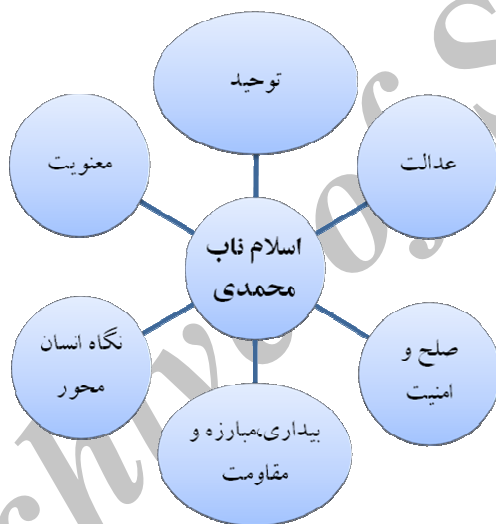 توحید
عدالت
معنویت
اسلام ناب
محمدی
صلح و
امنیت
نگاه انسان
محور
بیداری،مبارزه و
مقاومت